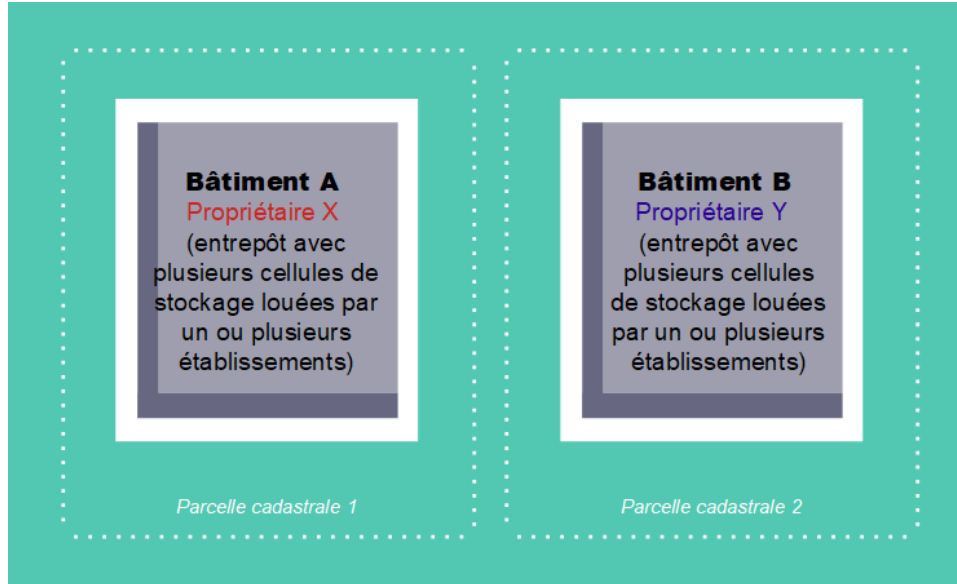 Bâtiment A
Propriétaire X
(entrepôt avec
plusieurs cellules de
stockage louées par
un ou plusieurs
établissements)
Parcelle cadastrale 1
Bâtiment B
Propriétaire Y
(entrepôt avec
plusieurs cellules
de stockage louées
par un ou plusieurs
établissements)
Parcelle cadastrale 2